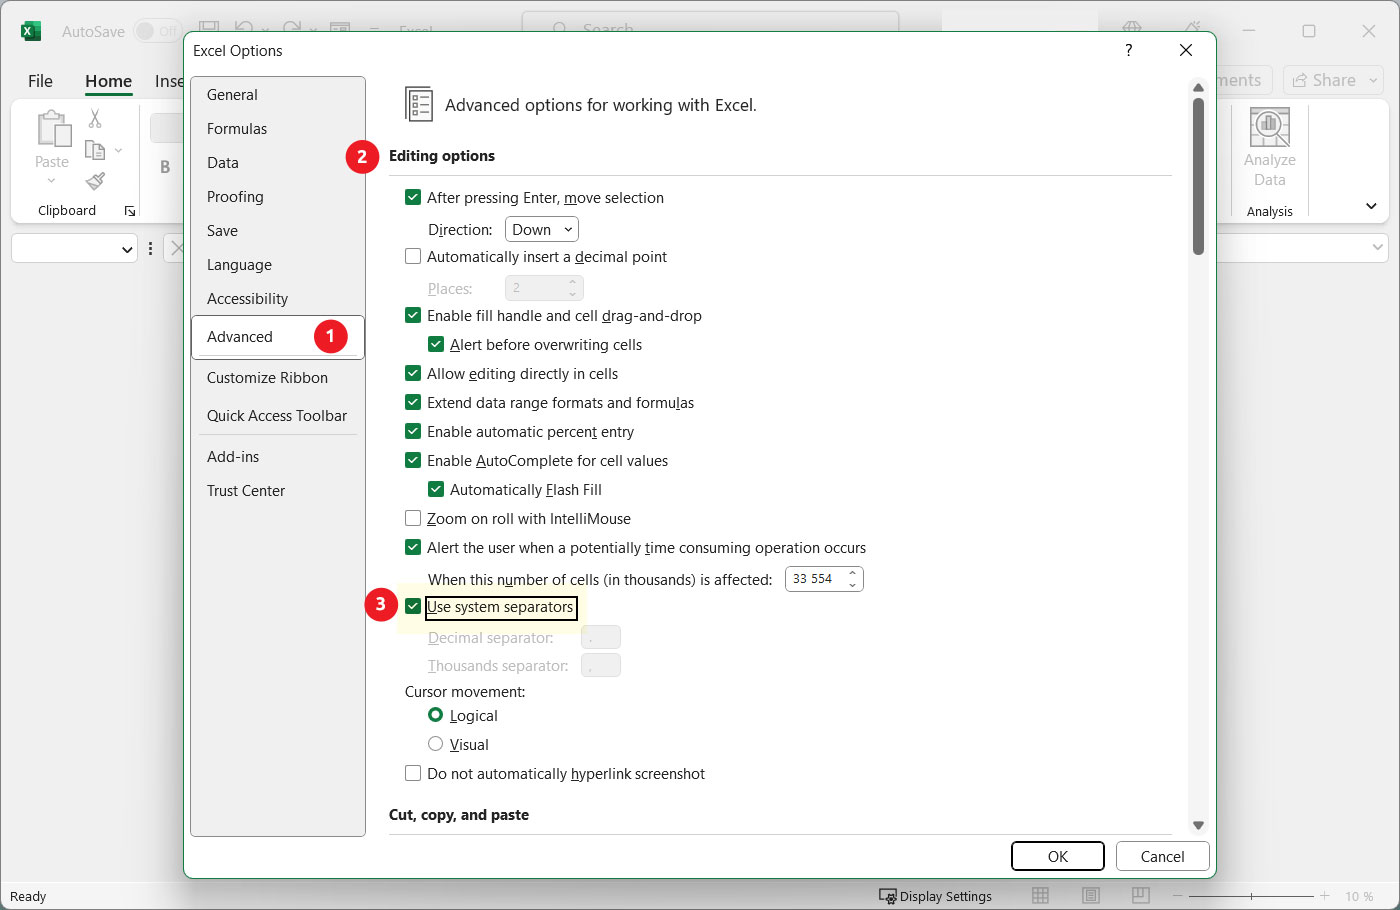 AutoSave Off Excel Search
Excel Options ?
File Home Inse ments Share
General
Formulas
Data
Proofing
Save
Language
Accessibility
Advanced 1
Customize Ribbon
Quick Access Toolbar
Add-ins
Trust Center
Paste
B
Clipboard
Analyze
Data
Analysis
Advanced options for working with Excel.
2 Editing options
After pressing Enter, move selection
Direction: Down
Automatically insert a decimal point
Places: 2
Enable fill handle and cell drag-and-drop
Alert before overwriting cells
Allow editing directly in cells
Extend data range formats and formulas
Enable automatic percent entry
Enable AutoComplete for cell values
Automatically Flash Fill
Zoom on roll with IntelliMouse
Alert the user when a potentially time consuming operation occurs
When this number of cells (in thousands) is affected: 33 554
3 Use system separators
Decimal separator: .
Thousands separator: ,
Cursor movement:
Logical
Visual
Do not automatically hyperlink screenshot
Cut, copy, and paste
OK Cancel
Ready Display Settings 10 %